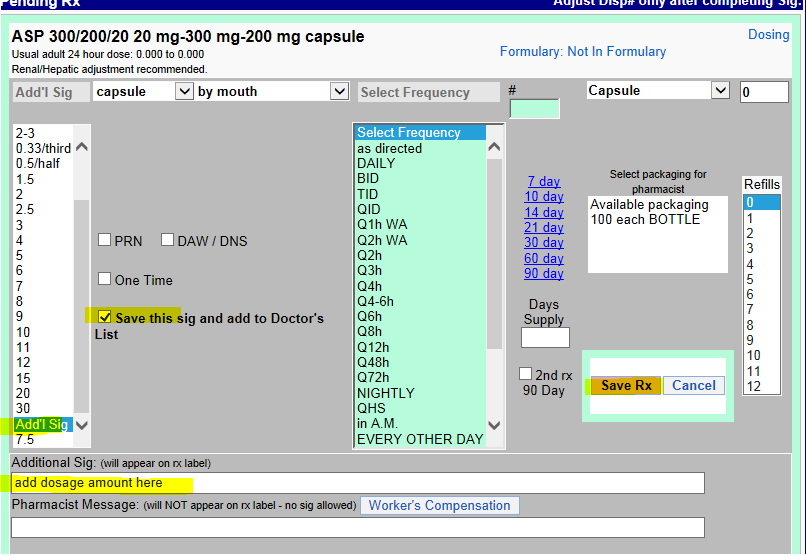 Pending Rx
Adjust Disp# only after completing Sig.
ASP 300/200/20 20 mg-300 mg-200 mg capsule
Dosing
Usual adult 24 hour dose: 0.000 to 0.000
Formulary: Not In Formulary
Renal/Hepatic adjustment recommended.
Add'l Sig
capsule
by mouth
Select Frequency
#
Capsule
0
2-3
0.33/third
0.5/half
1.5
2
2.5
3
4
5
6
7
8
9
10
11
12
15
20
30
Add'l Sig
7.5
PRN
DAW / DNS
One Time
Save this sig and add to Doctor's
List
Select Frequency
as directed
DAILY
BID
TID
QID
Q1h WA
Q2h WA
Q2h
Q3h
Q4h
Q4-6h
Q6h
Q8h
Q12h
Q48h
Q72h
NIGHTLY
QHS
in A.M.
EVERY OTHER DAY
7 day
10 day
14 day
21 day
30 day
60 day
90 day
Days
Supply
2nd rx
90 Day
Select packaging for
pharmacist
Available packaging
100 each BOTTLE
Save Rx
Cancel
Refills
0
1
2
3
4
5
6
7
8
9
10
11
12
Additional Sig: (will appear on rx label)
add dosage amount here
Pharmacist Message: (will NOT appear on rx label - no sig allowed)
Worker's Compensation